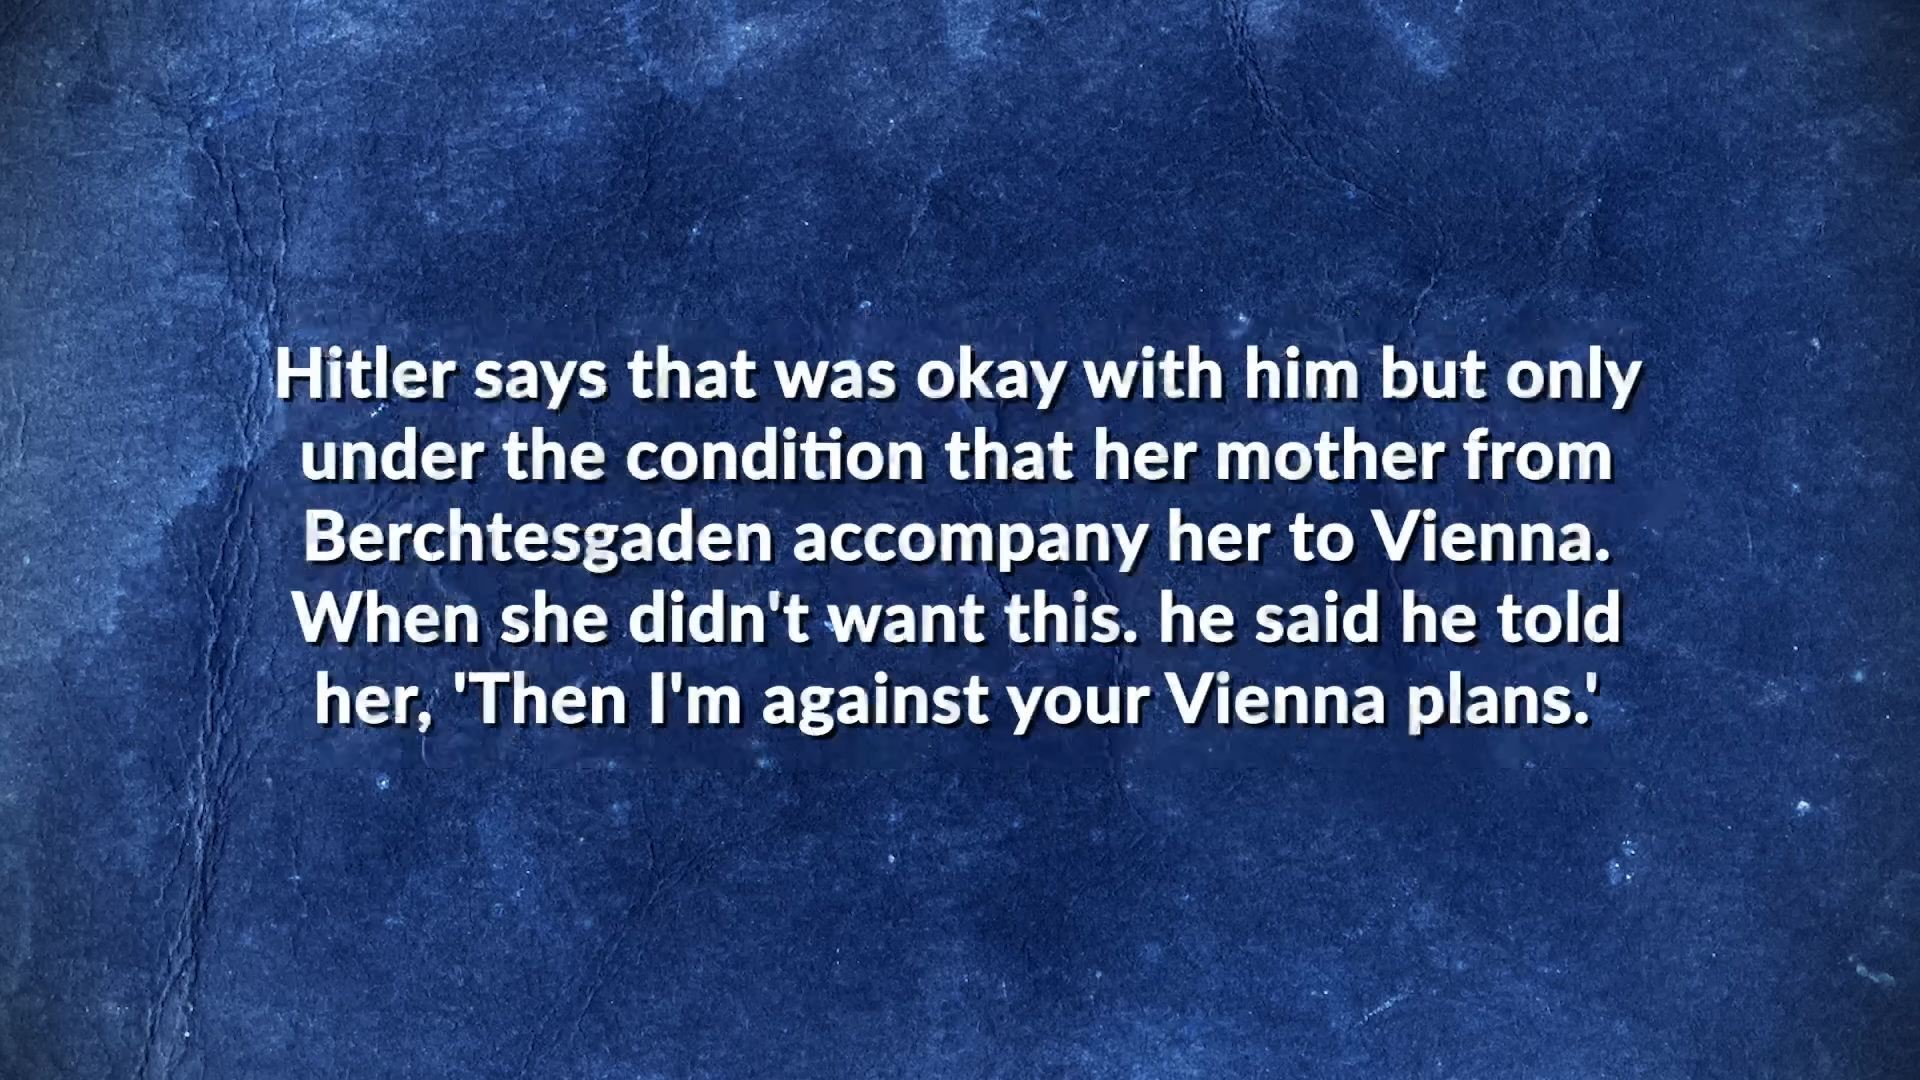 Hitler says that was okay with him but only
under the condition that her mother from
Berchtesgaden accompany her to Vienna.
When she didn't want this. he said he told
her, 'Then I'm against your Vienna plans.'